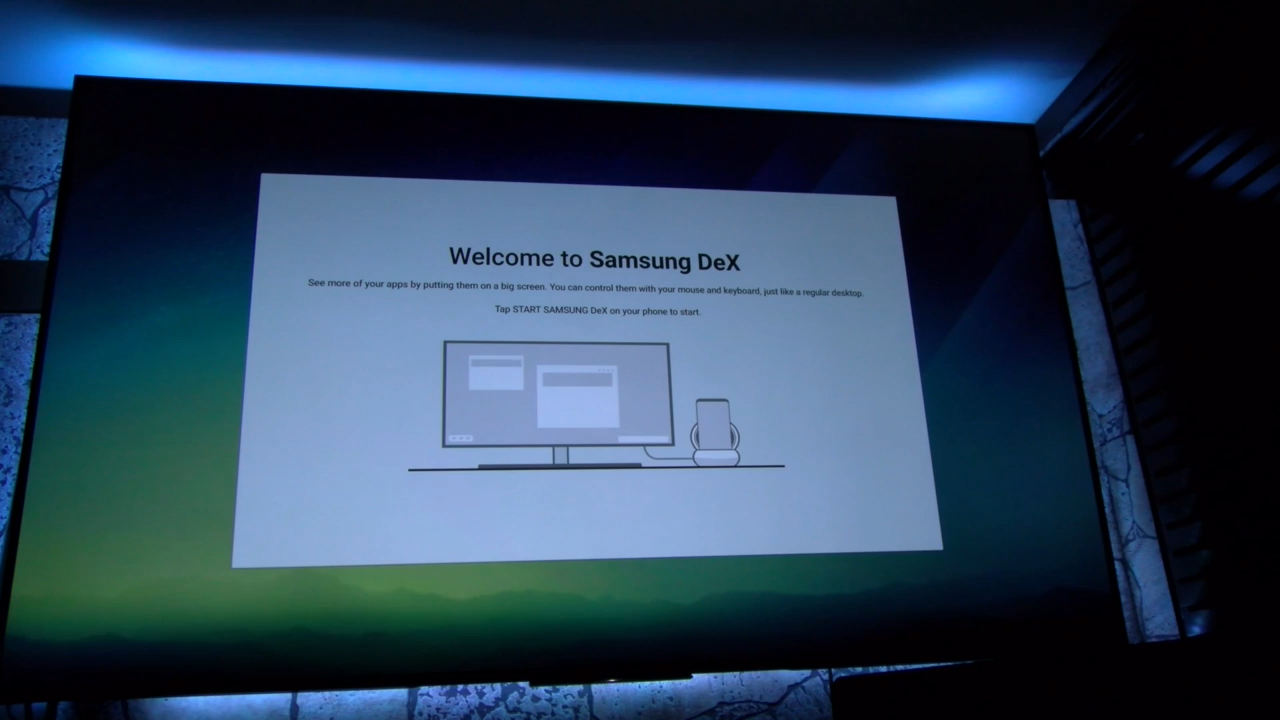 Welcome to Samsung DeX
See more of your apps by putting them on a big screen. You can control them with your mouse and keyboard, just like a regular desktop.
Tap START SAMSUNG DeX on your phone to start.